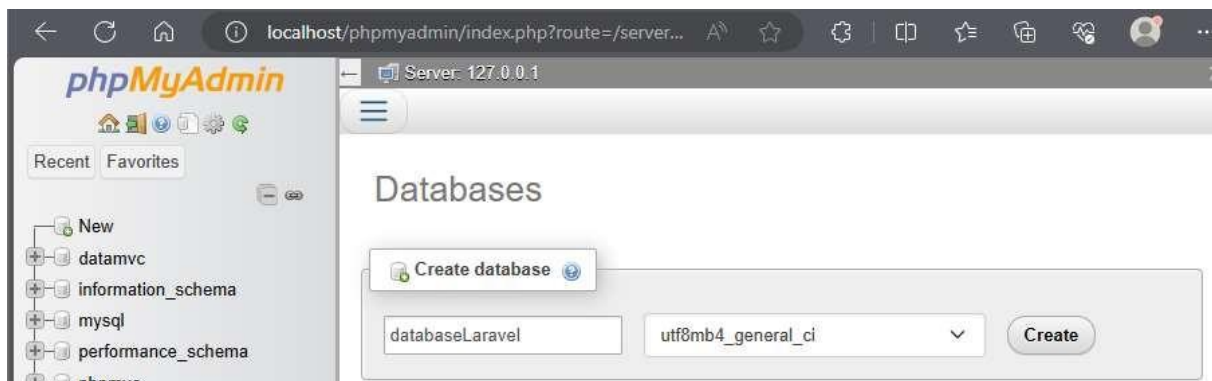 localhost/phpmyadmin/index.php?route=/server...
phpMyAdmin
Server: 127.0.0.1
Recent Favorites
Databases
New
datamvc
Create database
information_schema
mysql
databaseLaravel utf8mb4_general_ci Create
performance_schema